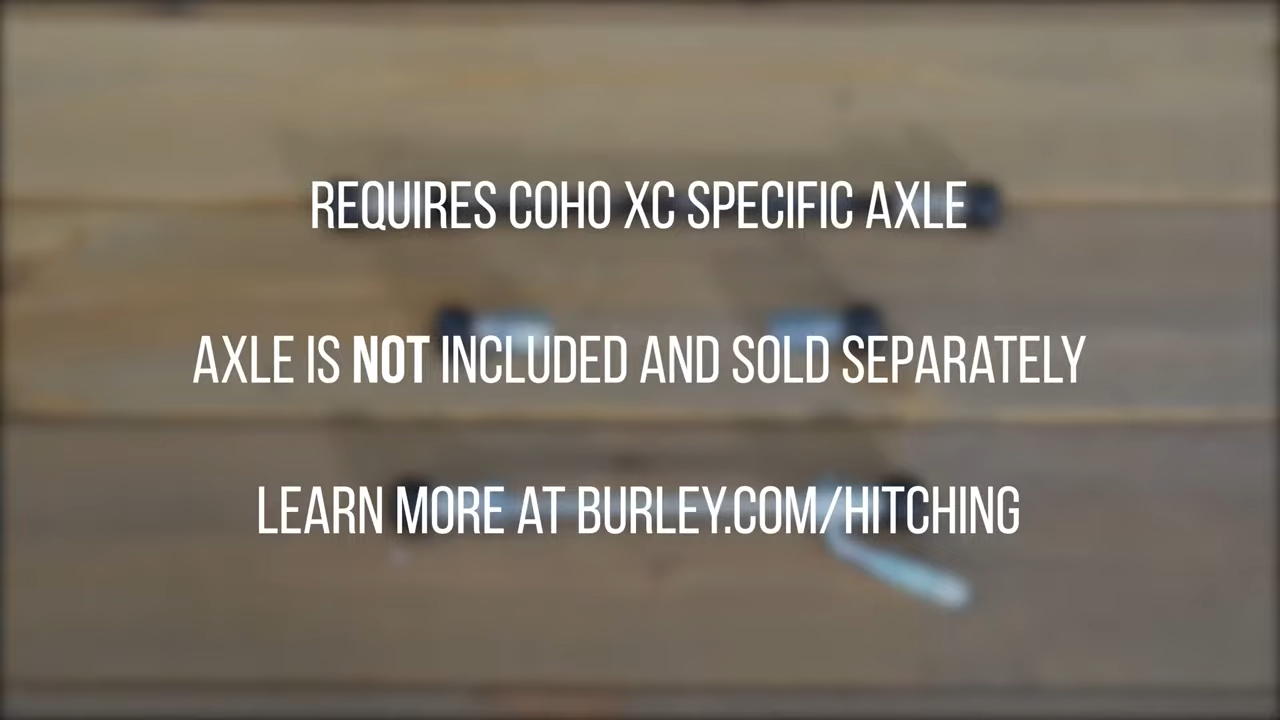 REQUIRES COHO XC SPECIFIC AXLE
AXLE IS NOT INCLUDED AND SOLD SEPARATELY
LEARN MORE AT BURLEY.COM/HITCHING